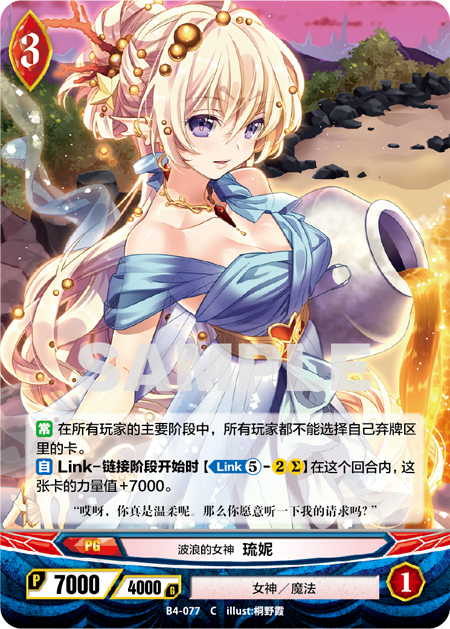 3
SAMPLE
常 在所有玩家的主要阶段中，所有玩家都不能选择自己弃牌区
里的卡。
自 Link-链接阶段开始时【Link 5-2 Σ】在这个回合内，这
张卡的力量值+7000。
“哎呀，你真是温柔呢。那么你愿意听一下我的请求吗？”
PG 波浪的女神 琉妮
P 7000 / 4000 G 女神／魔法 1
B4-077 C illust:桐野霞